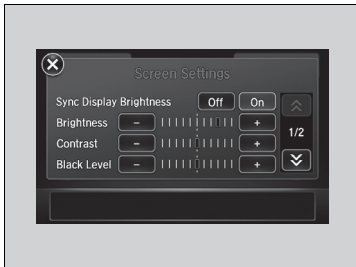 Screen Settings
Sync Display Brightness Off On
Brightness - +
1/2
Contrast - +
Black Level - +